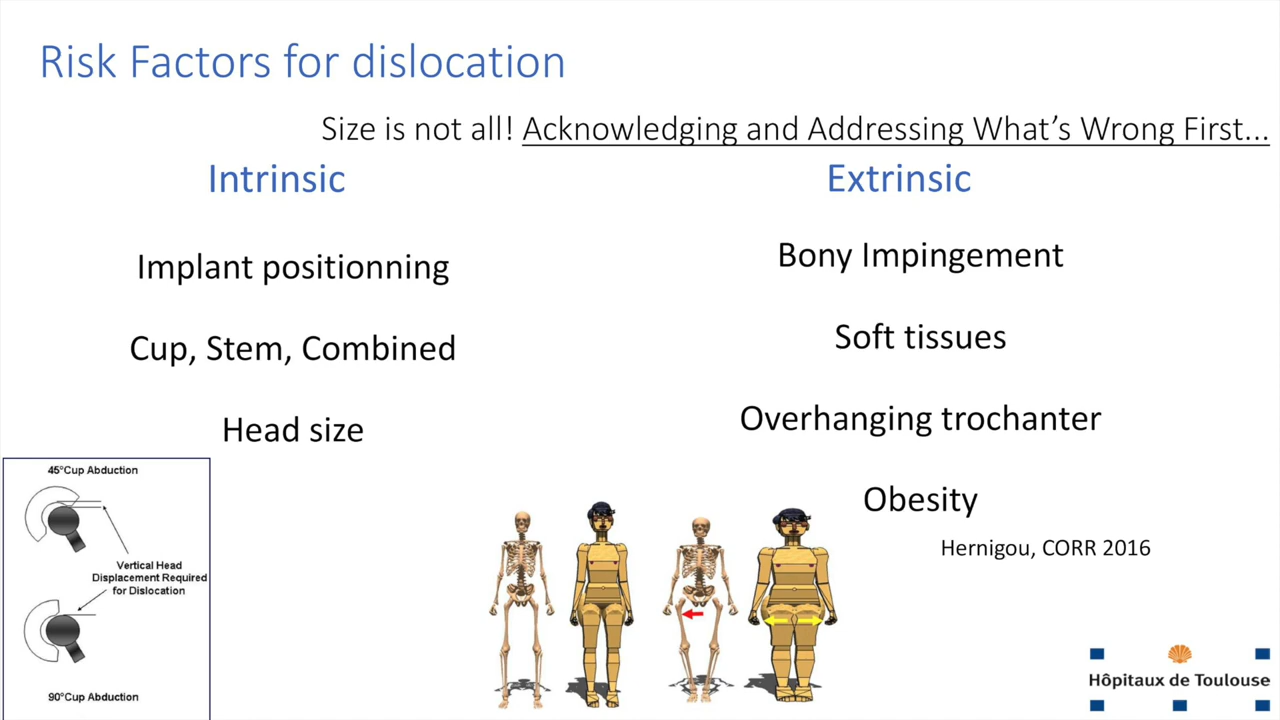 Risk Factors for dislocation
Size is not all! Acknowledging and Addressing What's Wrong First...
Intrinsic
Implant positionning
Cup, Stem, Combined
Head size
Extrinsic
Bony Impingement
Soft tissues
Overhanging trochanter
Obesity
Hernigou, CORR 2016
45°Cup Abduction
Vertical Head
Displacement Required
for Dislocation
90°Cup Abduction
Hôpitaux de Toulouse